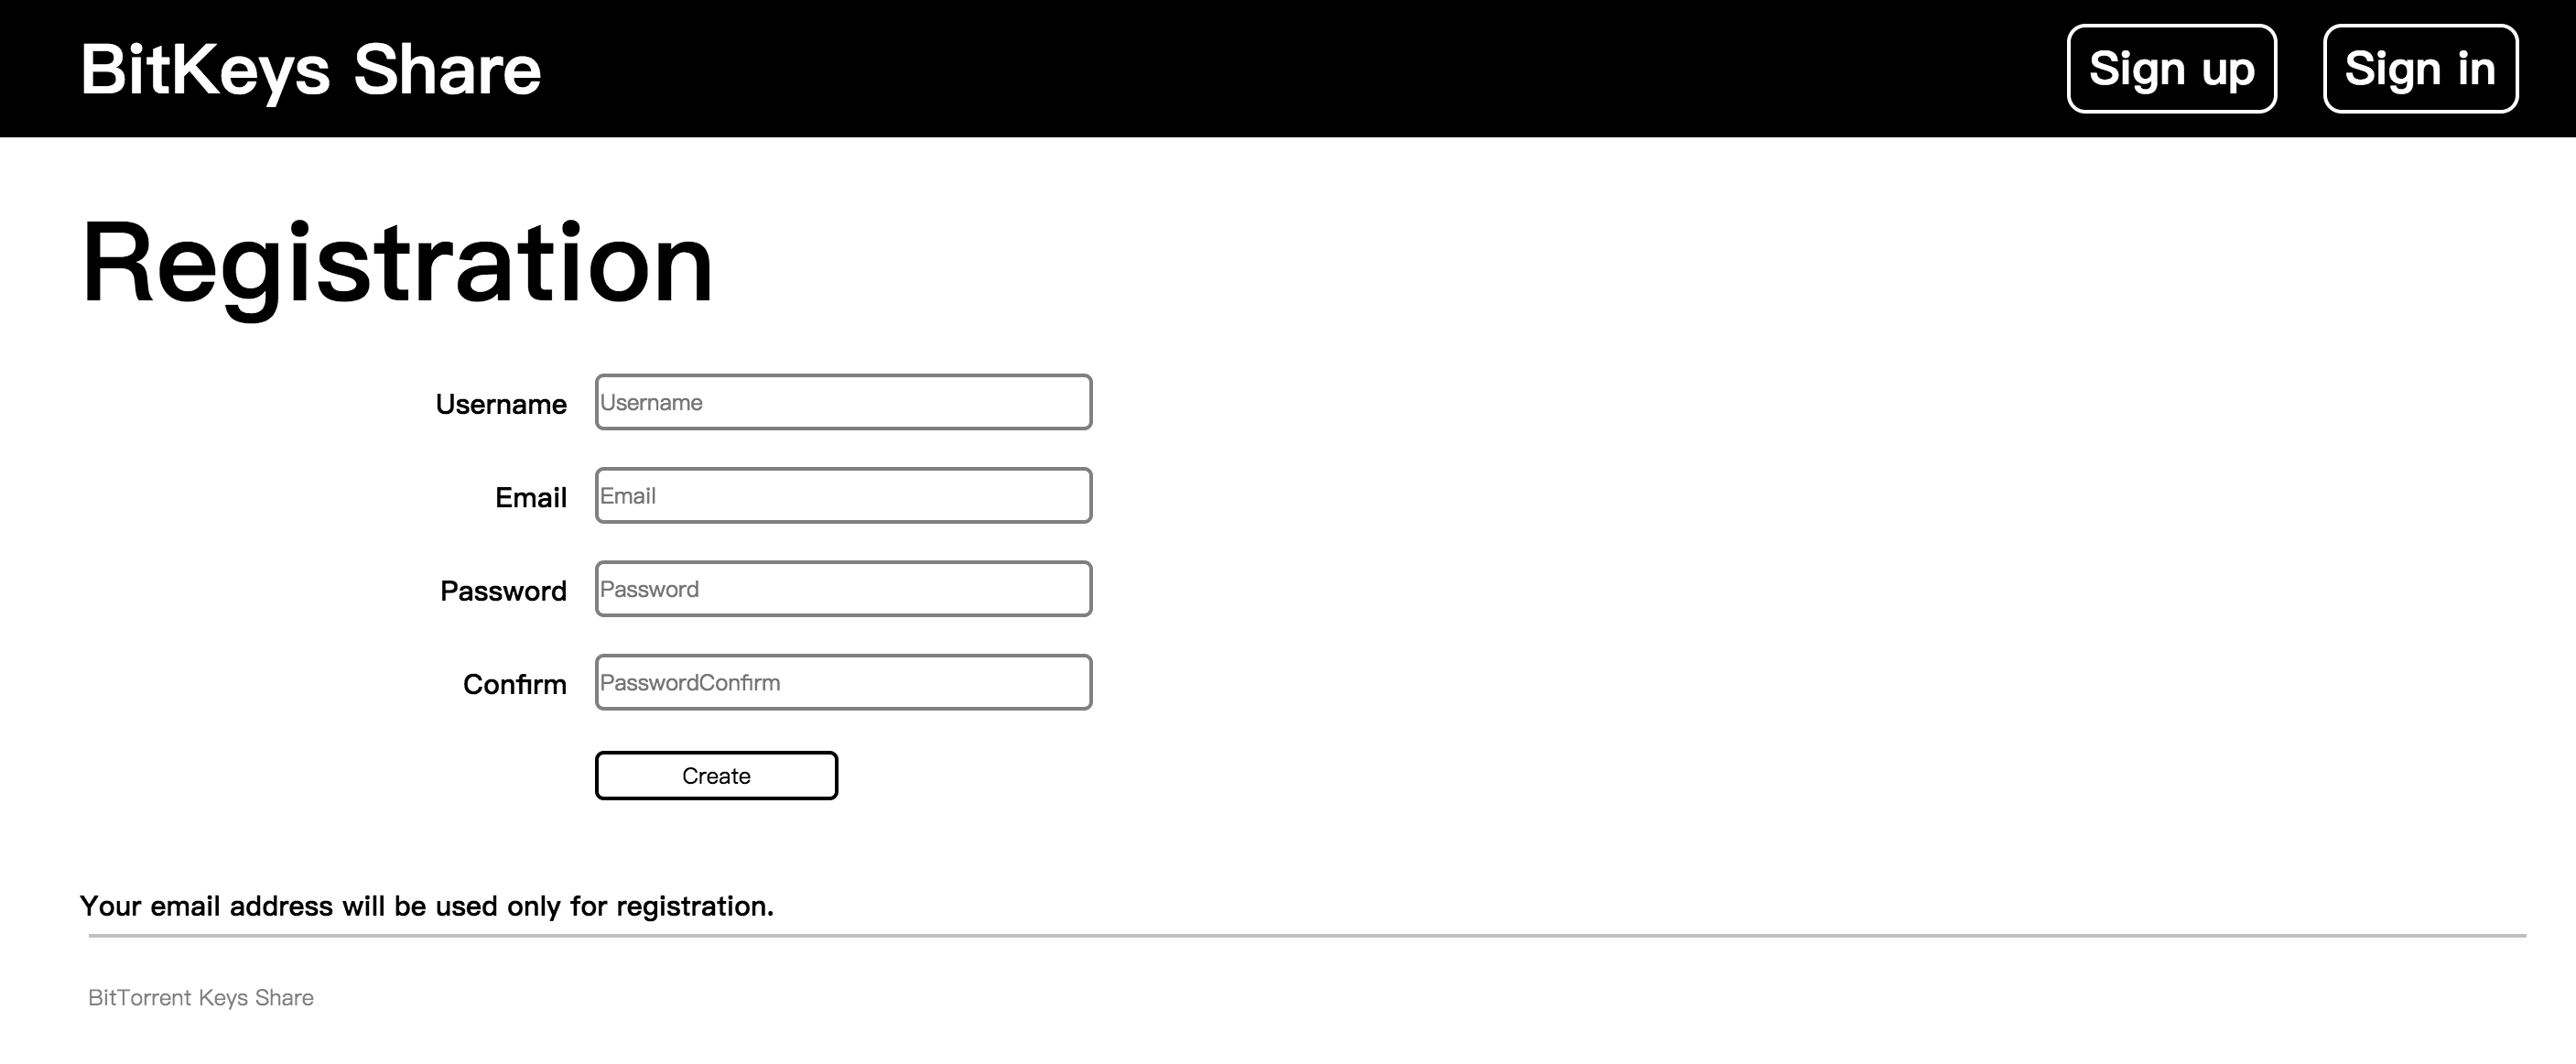 BitKeys Share Sign up Sign in
Registration
Username Username
Email Email
Password Password
Confirm PasswordConfirm
Create
Your email address will be used only for registration.
BitTorrent Keys Share